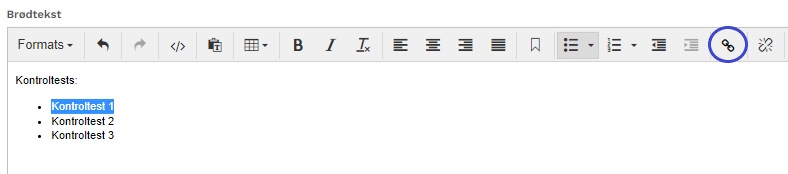 Brødtekst
Formats
Kontroltests:
Kontroltest 1
Kontroltest 2
Kontroltest 3